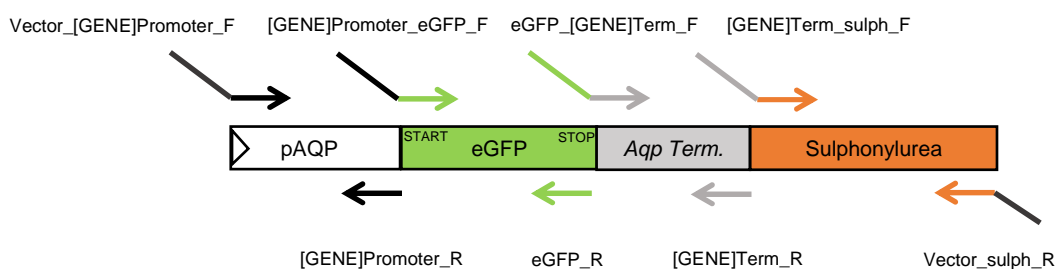 Vector_[GENE]Promoter_F [GENE]Promoter_eGFP_F eGFP_[GENE]Term_F [GENE]Term_sulph_F
pAQP START eGFP STOP Aqp Term. Sulphonylurea
[GENE]Promoter_R eGFP_R [GENE]Term_R Vector_sulph_R